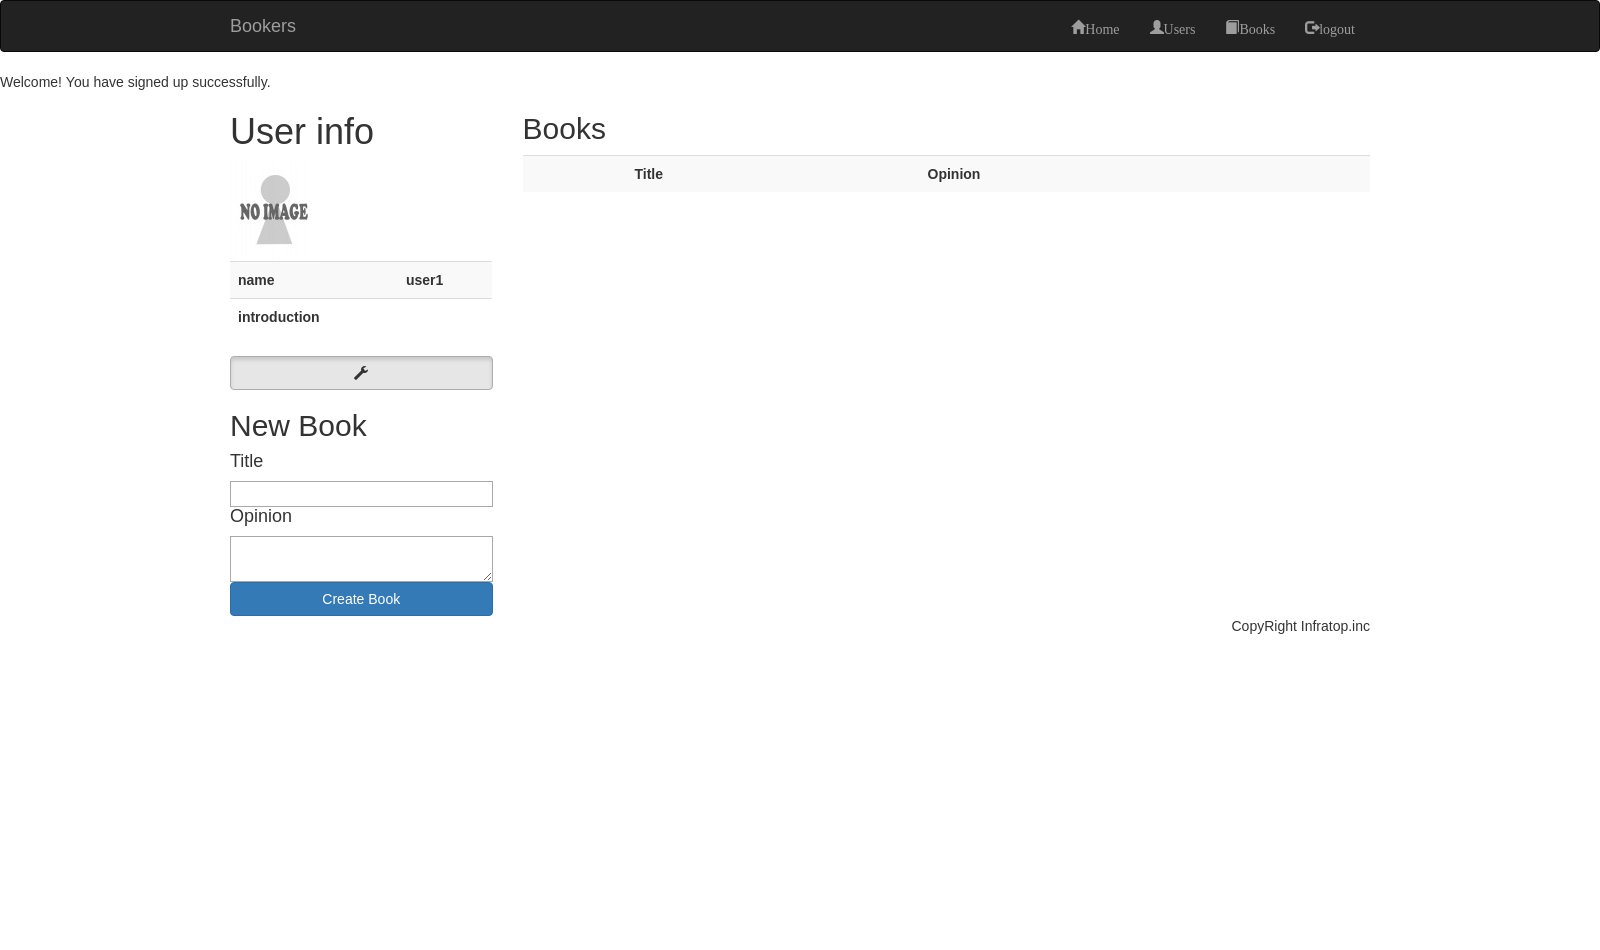 Bookers
Home Users Books logout
Welcome! You have signed up successfully.
User info
NO IMAGE
name user1
introduction
New Book
Title
Opinion
Create Book
Books
Title Opinion
CopyRight Infratop.inc